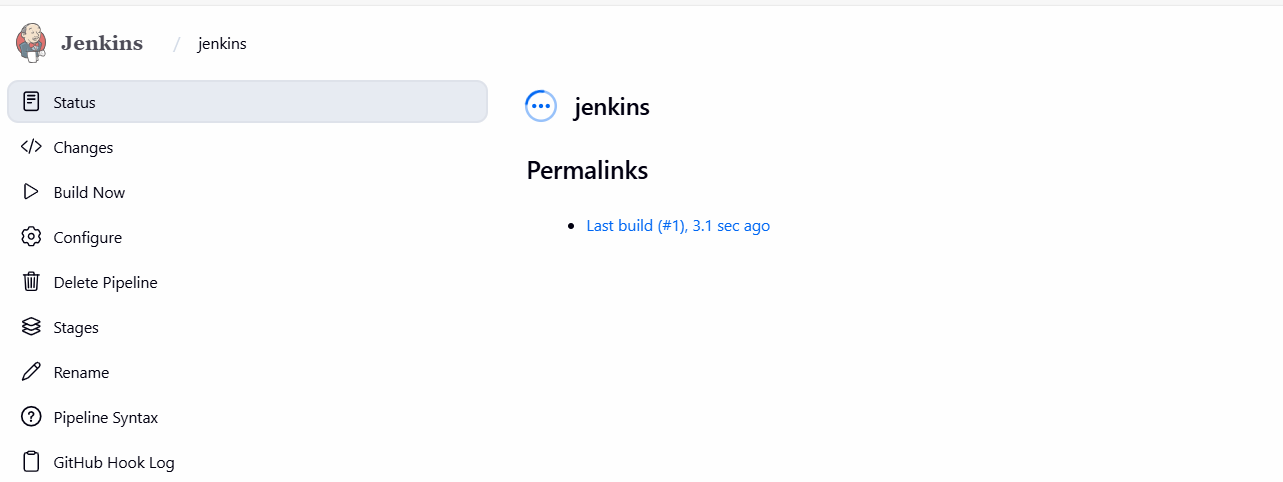 Jenkins / jenkins
Status
Changes
Build Now
Configure
Delete Pipeline
Stages
Rename
Pipeline Syntax
GitHub Hook Log
jenkins
Permalinks
• Last build (#1), 3.1 sec ago